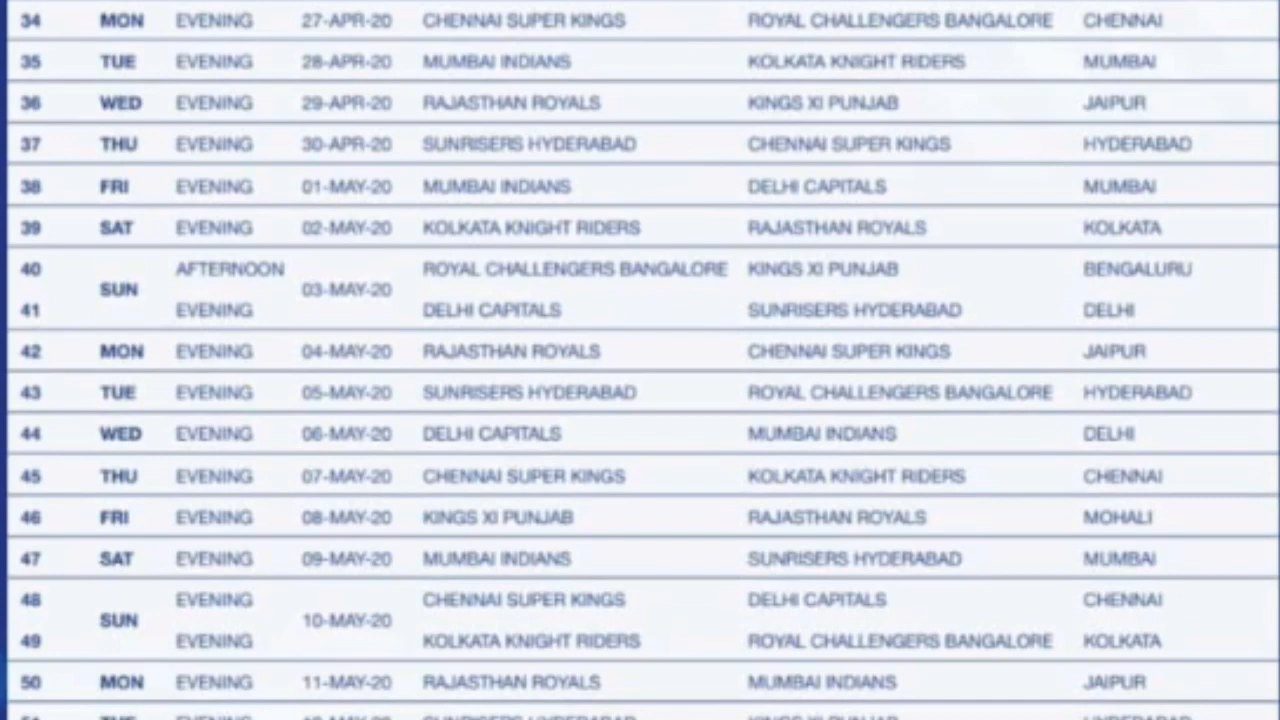 34 MON EVENING 27-APR-20 CHENNAI SUPER KINGS ROYAL CHALLENGERS BANGALORE CHENNAI
35 TUE EVENING 28-APR-20 MUMBAI INDIANS KOLKATA KNIGHT RIDERS MUMBAI
36 WED EVENING 29-APR-20 RAJASTHAN ROYALS KINGS XI PUNJAB JAIPUR
37 THU EVENING 30-APR-20 SUNRISERS HYDERABAD CHENNAI SUPER KINGS HYDERABAD
38 FRI EVENING 01-MAY-20 MUMBAI INDIANS DELHI CAPITALS MUMBAI
39 SAT EVENING 02-MAY-20 KOLKATA KNIGHT RIDERS RAJASTHAN ROYALS KOLKATA
40 AFTERNOON ROYAL CHALLENGERS BANGALORE KINGS XI PUNJAB BENGALURU
SUN 03-MAY-20
41 EVENING DELHI CAPITALS SUNRISERS HYDERABAD DELHI
42 MON EVENING 04-MAY-20 RAJASTHAN ROYALS CHENNAI SUPER KINGS JAIPUR
43 TUE EVENING 05-MAY-20 SUNRISERS HYDERABAD ROYAL CHALLENGERS BANGALORE HYDERABAD
44 WED EVENING 06-MAY-20 DELHI CAPITALS MUMBAI INDIANS DELHI
45 THU EVENING 07-MAY-20 CHENNAI SUPER KINGS KOLKATA KNIGHT RIDERS CHENNAI
46 FRI EVENING 08-MAY-20 KINGS XI PUNJAB RAJASTHAN ROYALS MOHALI
47 SAT EVENING 09-MAY-20 MUMBAI INDIANS SUNRISERS HYDERABAD MUMBAI
48 EVENING CHENNAI SUPER KINGS DELHI CAPITALS CHENNAI
SUN 10-MAY-20
49 EVENING KOLKATA KNIGHT RIDERS ROYAL CHALLENGERS BANGALORE KOLKATA
50 MON EVENING 11-MAY-20 RAJASTHAN ROYALS MUMBAI INDIANS JAIPUR